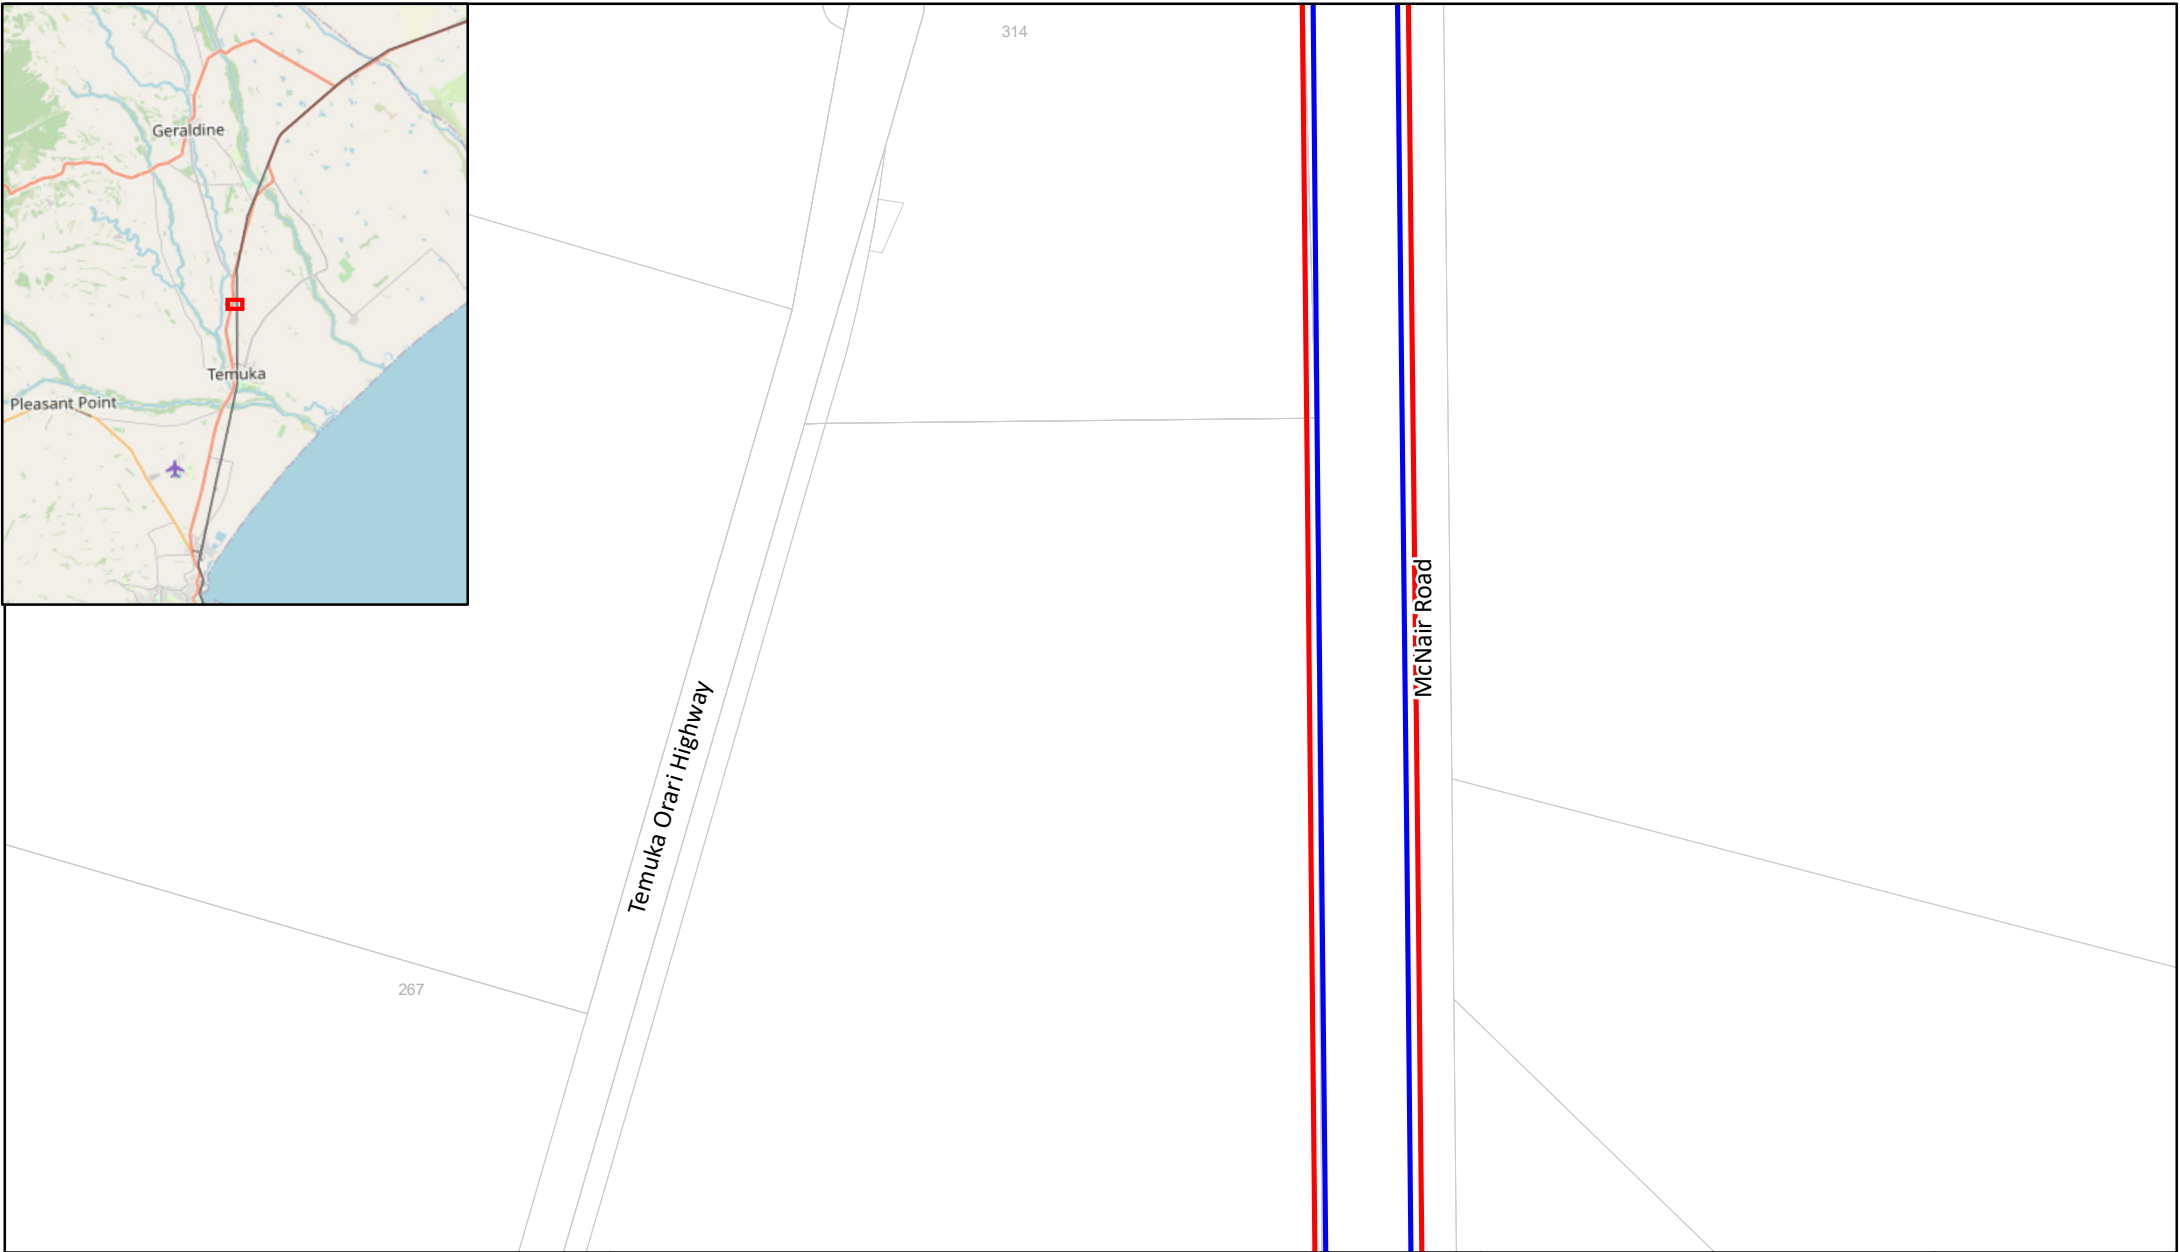 314
Geraldine
Temuka
Pleasant Point
McNair Road
Temuka Orari Highway
267